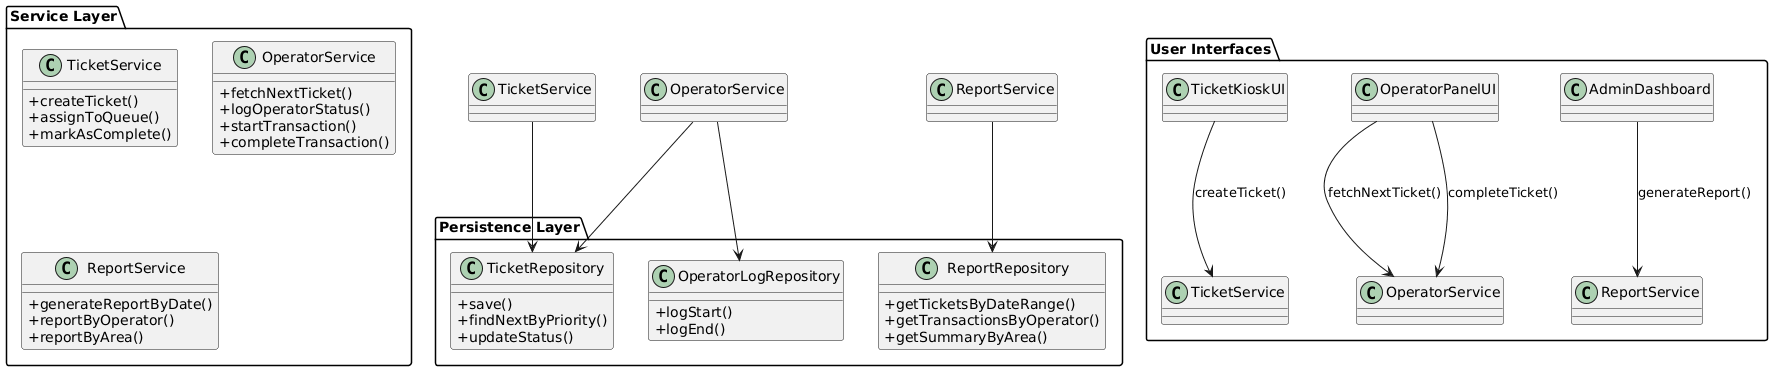 Service Layer
C TicketService
+createTicket()
+assignToQueue()
+markAsComplete()
C OperatorService
+fetchNextTicket()
+logOperatorStatus()
+startTransaction()
+completeTransaction()
C ReportService
+generateReportByDate()
+reportByOperator()
+reportByArea()
C TicketService
C OperatorService
C ReportService
Persistence Layer
C TicketRepository
+save()
+findNextByPriority()
+updateStatus()
C OperatorLogRepository
+logStart()
+logEnd()
C ReportRepository
+getTicketsByDateRange()
+getTransactionsByOperator()
+getSummaryByArea()
User Interfaces
C TicketKioskUI
C OperatorPanelUI
C AdminDashboard
createTicket()
fetchNextTicket()
completeTicket()
generateReport()
C TicketService
C OperatorService
C ReportService